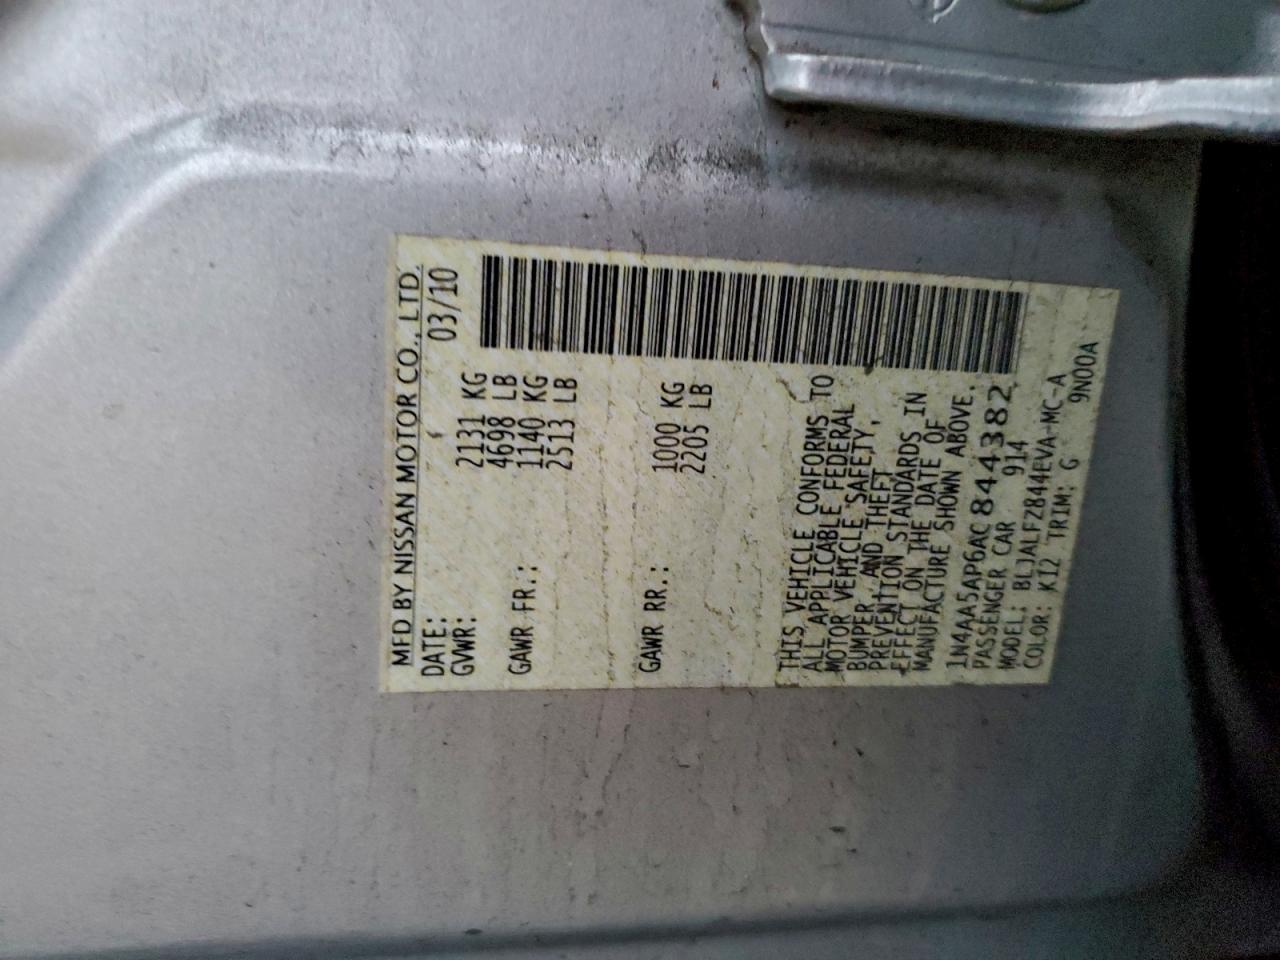 MFD BY NISSAN MOTOR CO., LTD.
DATE: 03/10
GVWR: 2131 KG
4698 LB
GAWR FR.: 1140 KG
2513 LB
GAWR RR.: 1000 KG
2205 LB
THIS VEHICLE CONFORMS TO
ALL APPLICABLE FEDERAL
MOTOR VEHICLE SAFETY,
BUMPER, AND THEFT
PREVENTION STANDARDS IN
EFFECT ON THE DATE OF
MANUFACTURE SHOWN ABOVE.
1N4AA5AP6AC844382
PASSENGER CAR 914
MODEL: BLJALFZ844EVA-MC-A
COLOR: K12 TRIM: G 9N00A